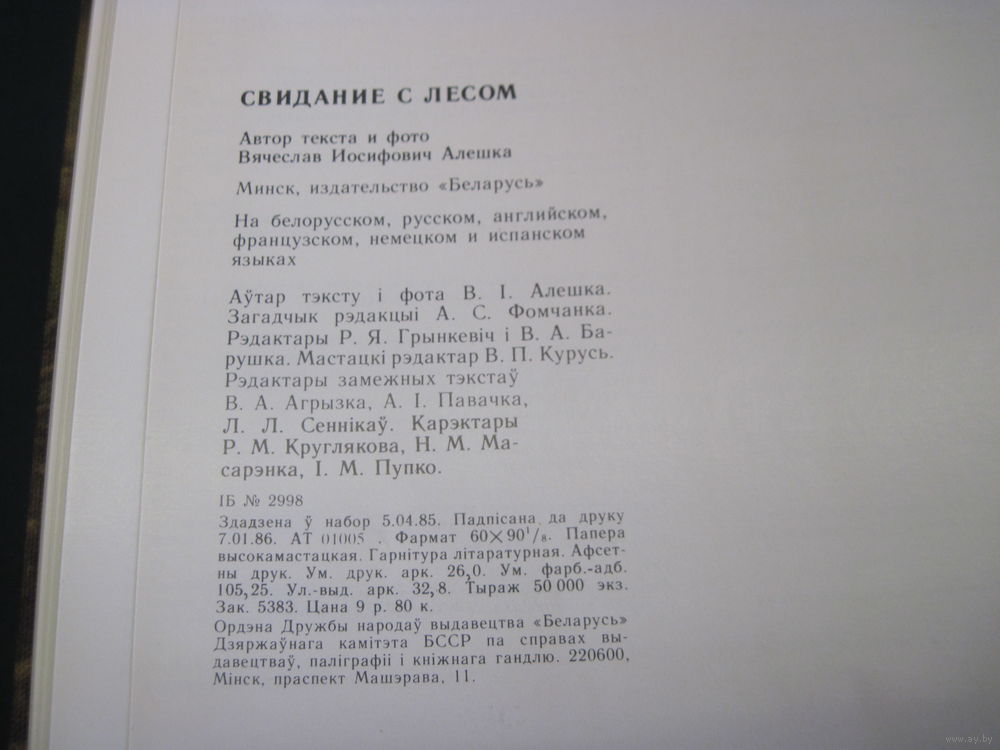 СВИДАНИЕ С ЛЕСОМ
Автор текста и фото
Вячеслав Иосифович Алешка
Минск, издательство «Беларусь»
На белорусском, русском, английском,
французском, немецком и испанском
языках
Аўтар тэксту і фота В. І. Алешка.
Загадчык рэдакцыі А. С. Фомчанка.
Рэдактары Р. Я. Грынкевіч і В. А. Ба-
рушка. Мастацкі рэдактар В. П. Курусь.
Рэдактары замежных тэкстаў
В. А. Агрызка, А. І. Павачка,
Л. Л. Сеннікаў. Карэктары
Р. М. Круглякова, Н. М. Ма-
сарэнка, І. М. Пупко.
ІБ № 2998
Здадзена ў набор 5.04.85. Падпісана да друку
7.01.86. АТ 01005 . Фармат 60×90¹/₈. Папера
высокамастацкая. Гарнітура літаратурная. Афсет-
ны друк. Ум. друк. арк. 26,0. Ум. фарб.-адб.
105,25. Ул.-выд. арк. 32,8. Тыраж 50 000 экз.
Зак. 5383. Цана 9 р. 80 к.
Ордэна Дружбы народаў выдавецтва «Беларусь»
Дзяржаўнага камітэта БССР па справах вы-
давецтваў, паліграфіі і кніжнага гандлю. 220600,
Мінск, праспект Машэрава, 11.
www.ay.by